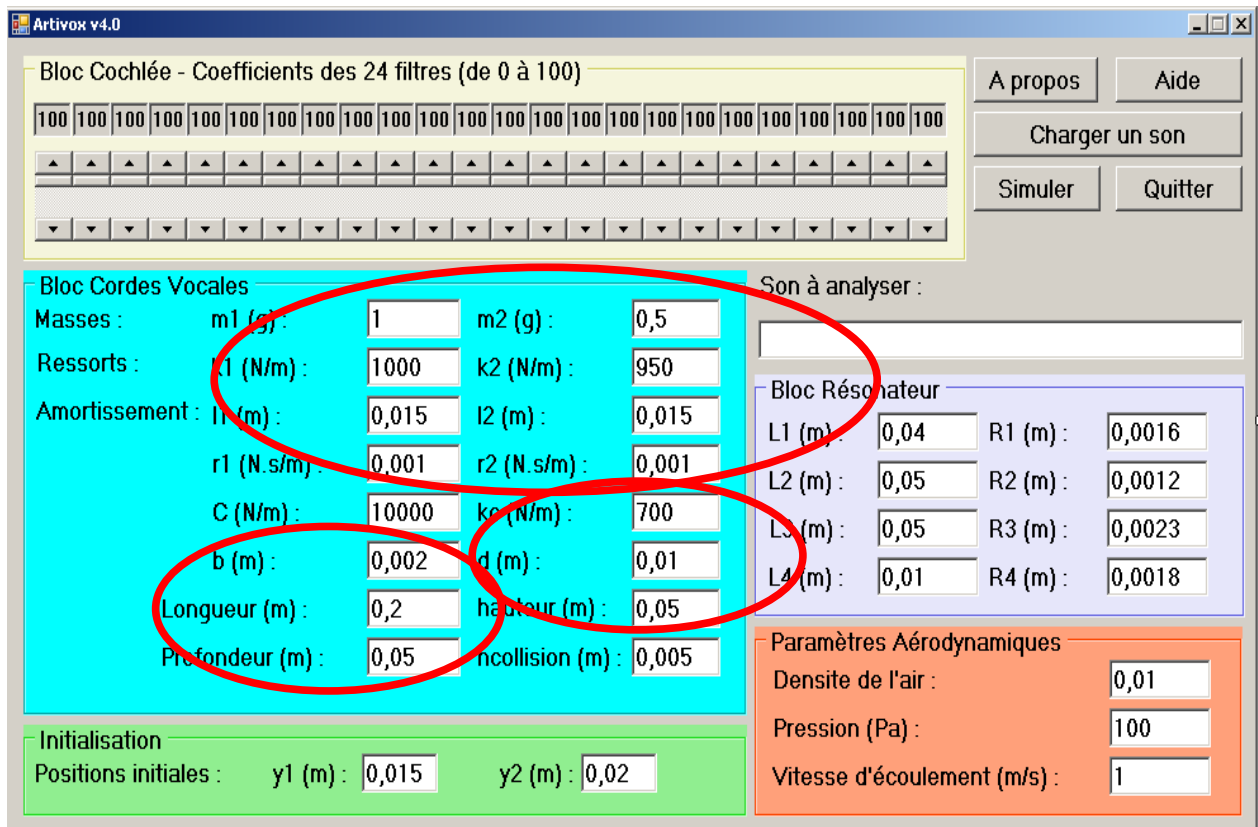 Artivox v4.0
Bloc Cochlée - Coefficients des 24 filtres (de 0 à 100)
100 100 100 100 100 100 100 100 100 100 100 100 100 100 100 100 100 100 100 100 100 100 100 100
A propos
Aide
Charger un son
Simuler
Quitter
Bloc Cordes Vocales
Masses : m1 (g) : 1 m2 (g) : 0,5
Ressorts : k1 (N/m) : 1000 k2 (N/m) : 950
Amortissement : l1 (m) : 0,015 l2 (m) : 0,015
r1 (N.s/m) : 0,001 r2 (N.s/m) : 0,001
C (N/m) : 10000 kc (N/m) : 700
b (m) : 0,002 d (m) : 0,01
Longueur (m) : 0,2 hauteur (m) : 0,05
Profondeur (m) : 0,05 ncollision (m) : 0,005
Son à analyser :
Bloc Résonateur
L1 (m) : 0,04 R1 (m) : 0,0016
L2 (m) : 0,05 R2 (m) : 0,0012
L3 (m) : 0,05 R3 (m) : 0,0023
L4 (m) : 0,01 R4 (m) : 0,0018
Paramètres Aérodynamiques
Densite de l'air : 0,01
Pression (Pa) : 100
Vitesse d'écoulement (m/s) : 1
Initialisation
Positions initiales : y1 (m) : 0,015 y2 (m) : 0,02